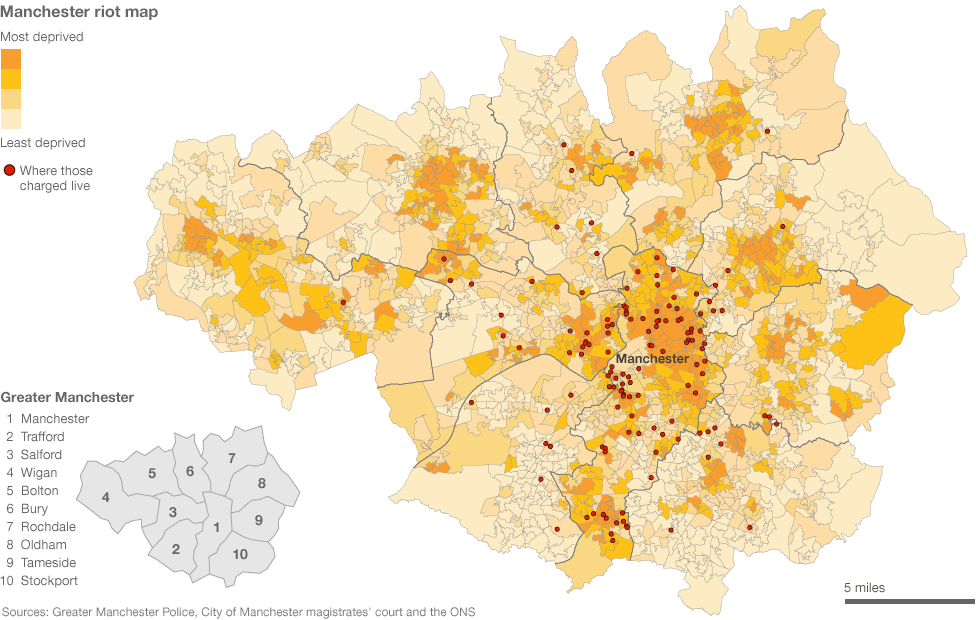 Manchester riot map
Most deprived
Least deprived
Where those
charged live
Manchester
Greater Manchester
1 Manchester
2 Trafford
3 Salford
4 Wigan
5 Bolton
6 Bury
7 Rochdale
8 Oldham
9 Tameside
10 Stockport
7
6
5
8
4
3
1
9
2
10
5 miles
Sources: Greater Manchester Police, City of Manchester magistrates' court and the ONS